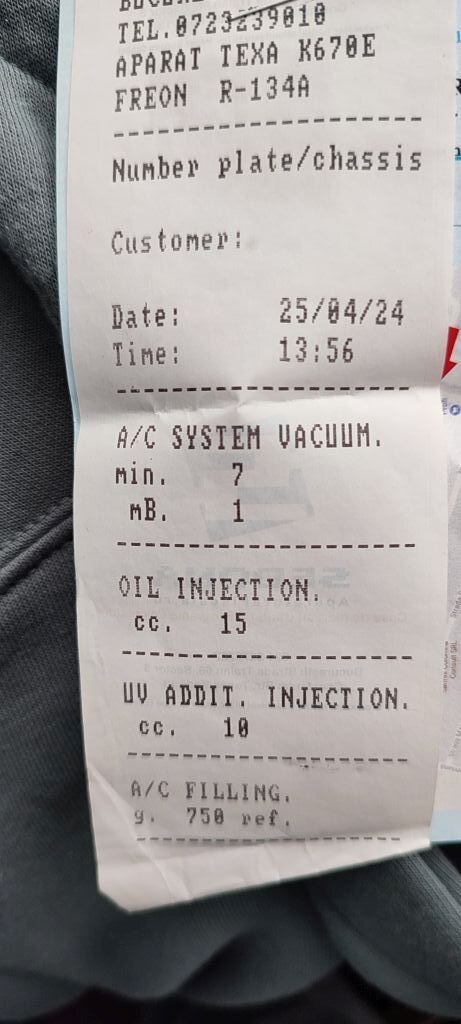 TEL.0723239010
APARAT TEXA K670E
FREON R-134A
Number plate/chassis
Customer:
Date: 25/04/24
Time: 13:56
A/C SYSTEM VACUUM.
min. 7
mB. 1
OIL INJECTION.
cc. 15
UV ADDIT. INJECTION.
cc. 10
A/C FILLING.
g. 750 ref.